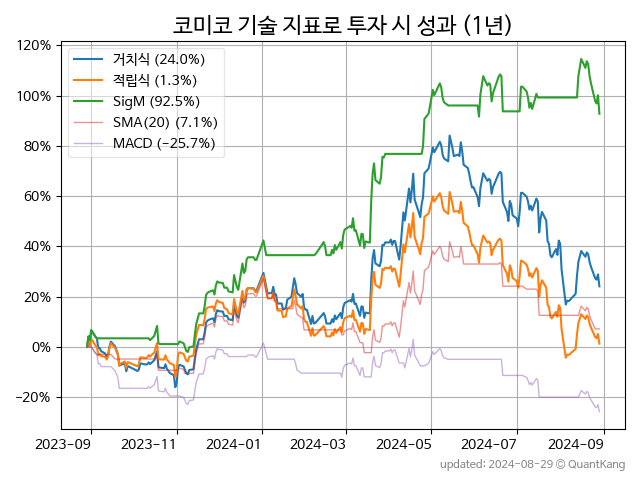 코미코 기술 지표로 투자 시 성과 (1년)
120%
100%
80%
60%
40%
20%
0%
−20%
거치식 (24.0%)
적립식 (1.3%)
SigM (92.5%)
SMA(20) (7.1%)
MACD (−25.7%)
2023-09 2023-11 2024-01 2024-03 2024-05 2024-07 2024-09
updated: 2024-08-29 © QuantKang